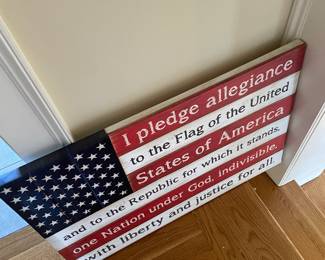 I pledge allegiance
to the Flag of the United
States of America
and to the Republic for which it stands,
one Nation under God, indivisible,
with liberty and justice for all.